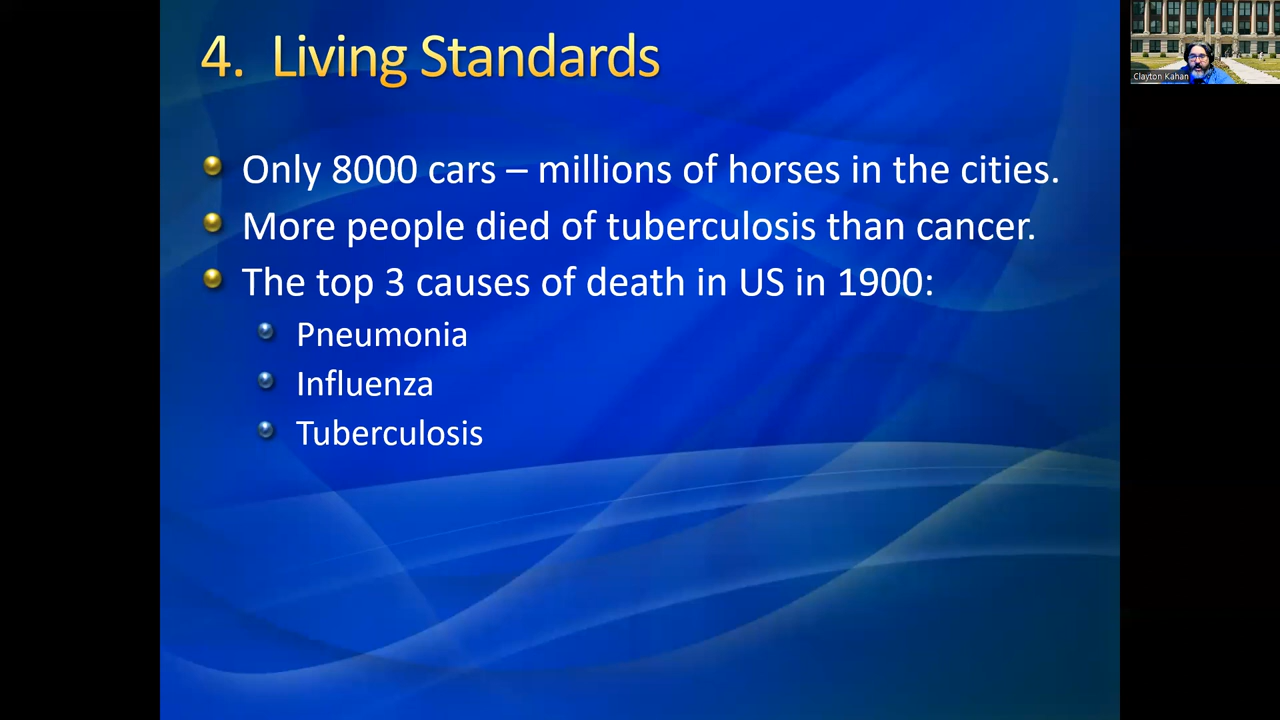 4. Living Standards
Only 8000 cars – millions of horses in the cities.
More people died of tuberculosis than cancer.
The top 3 causes of death in US in 1900:
Pneumonia
Influenza
Tuberculosis
Clayton Kahan